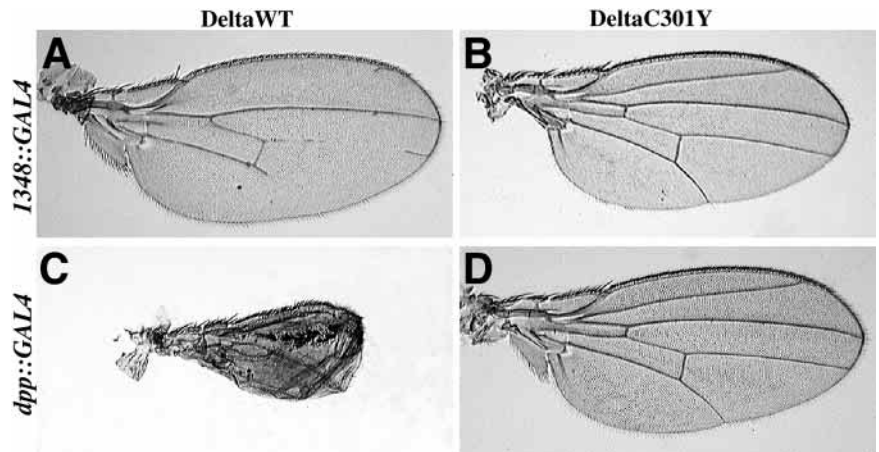 DeltaWT DeltaC301Y
1348::GAL4
A B
dpp::GAL4
C D